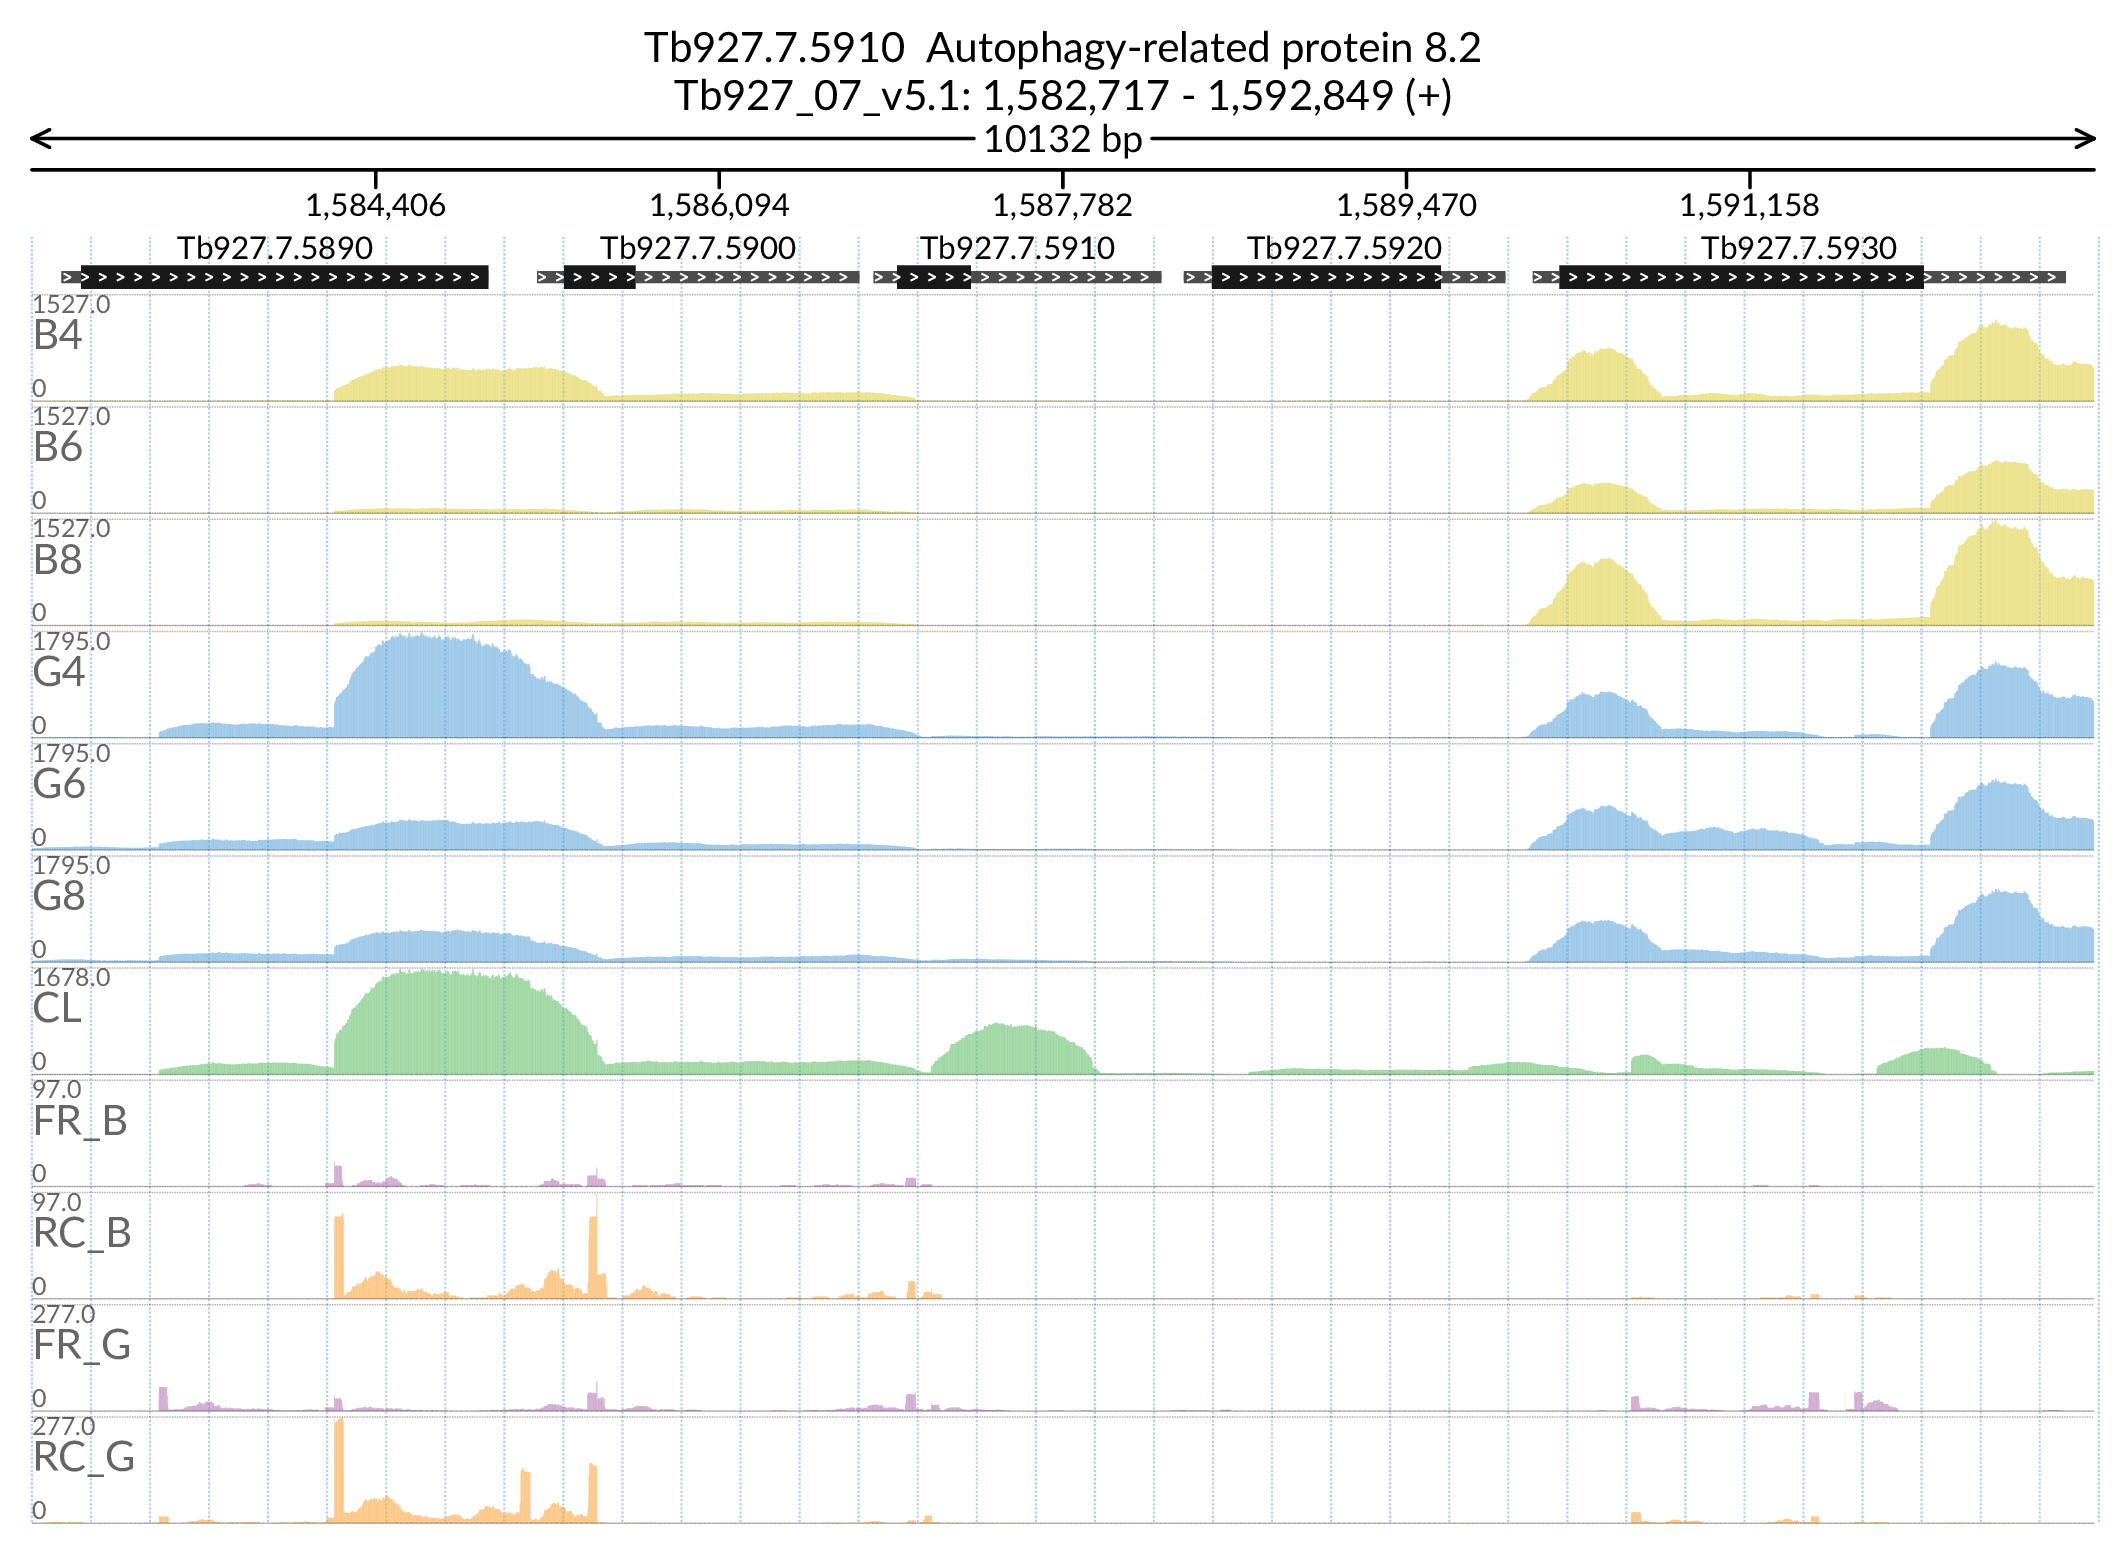 Tb927.7.5910  Autophagy-related protein 8.2
Tb927_07_v5.1: 1,582,717 - 1,592,849 (+)
10132 bp
1,584,406 1,586,094 1,587,782 1,589,470 1,591,158
Tb927.7.5890 Tb927.7.5900 Tb927.7.5910 Tb927.7.5920 Tb927.7.5930
1527.0
B4
0
1527.0
B6
0
1527.0
B8
0
1795.0
G4
0
1795.0
G6
0
1795.0
G8
0
1678.0
CL
0
97.0
FR_B
0
97.0
RC_B
0
277.0
FR_G
0
277.0
RC_G
0